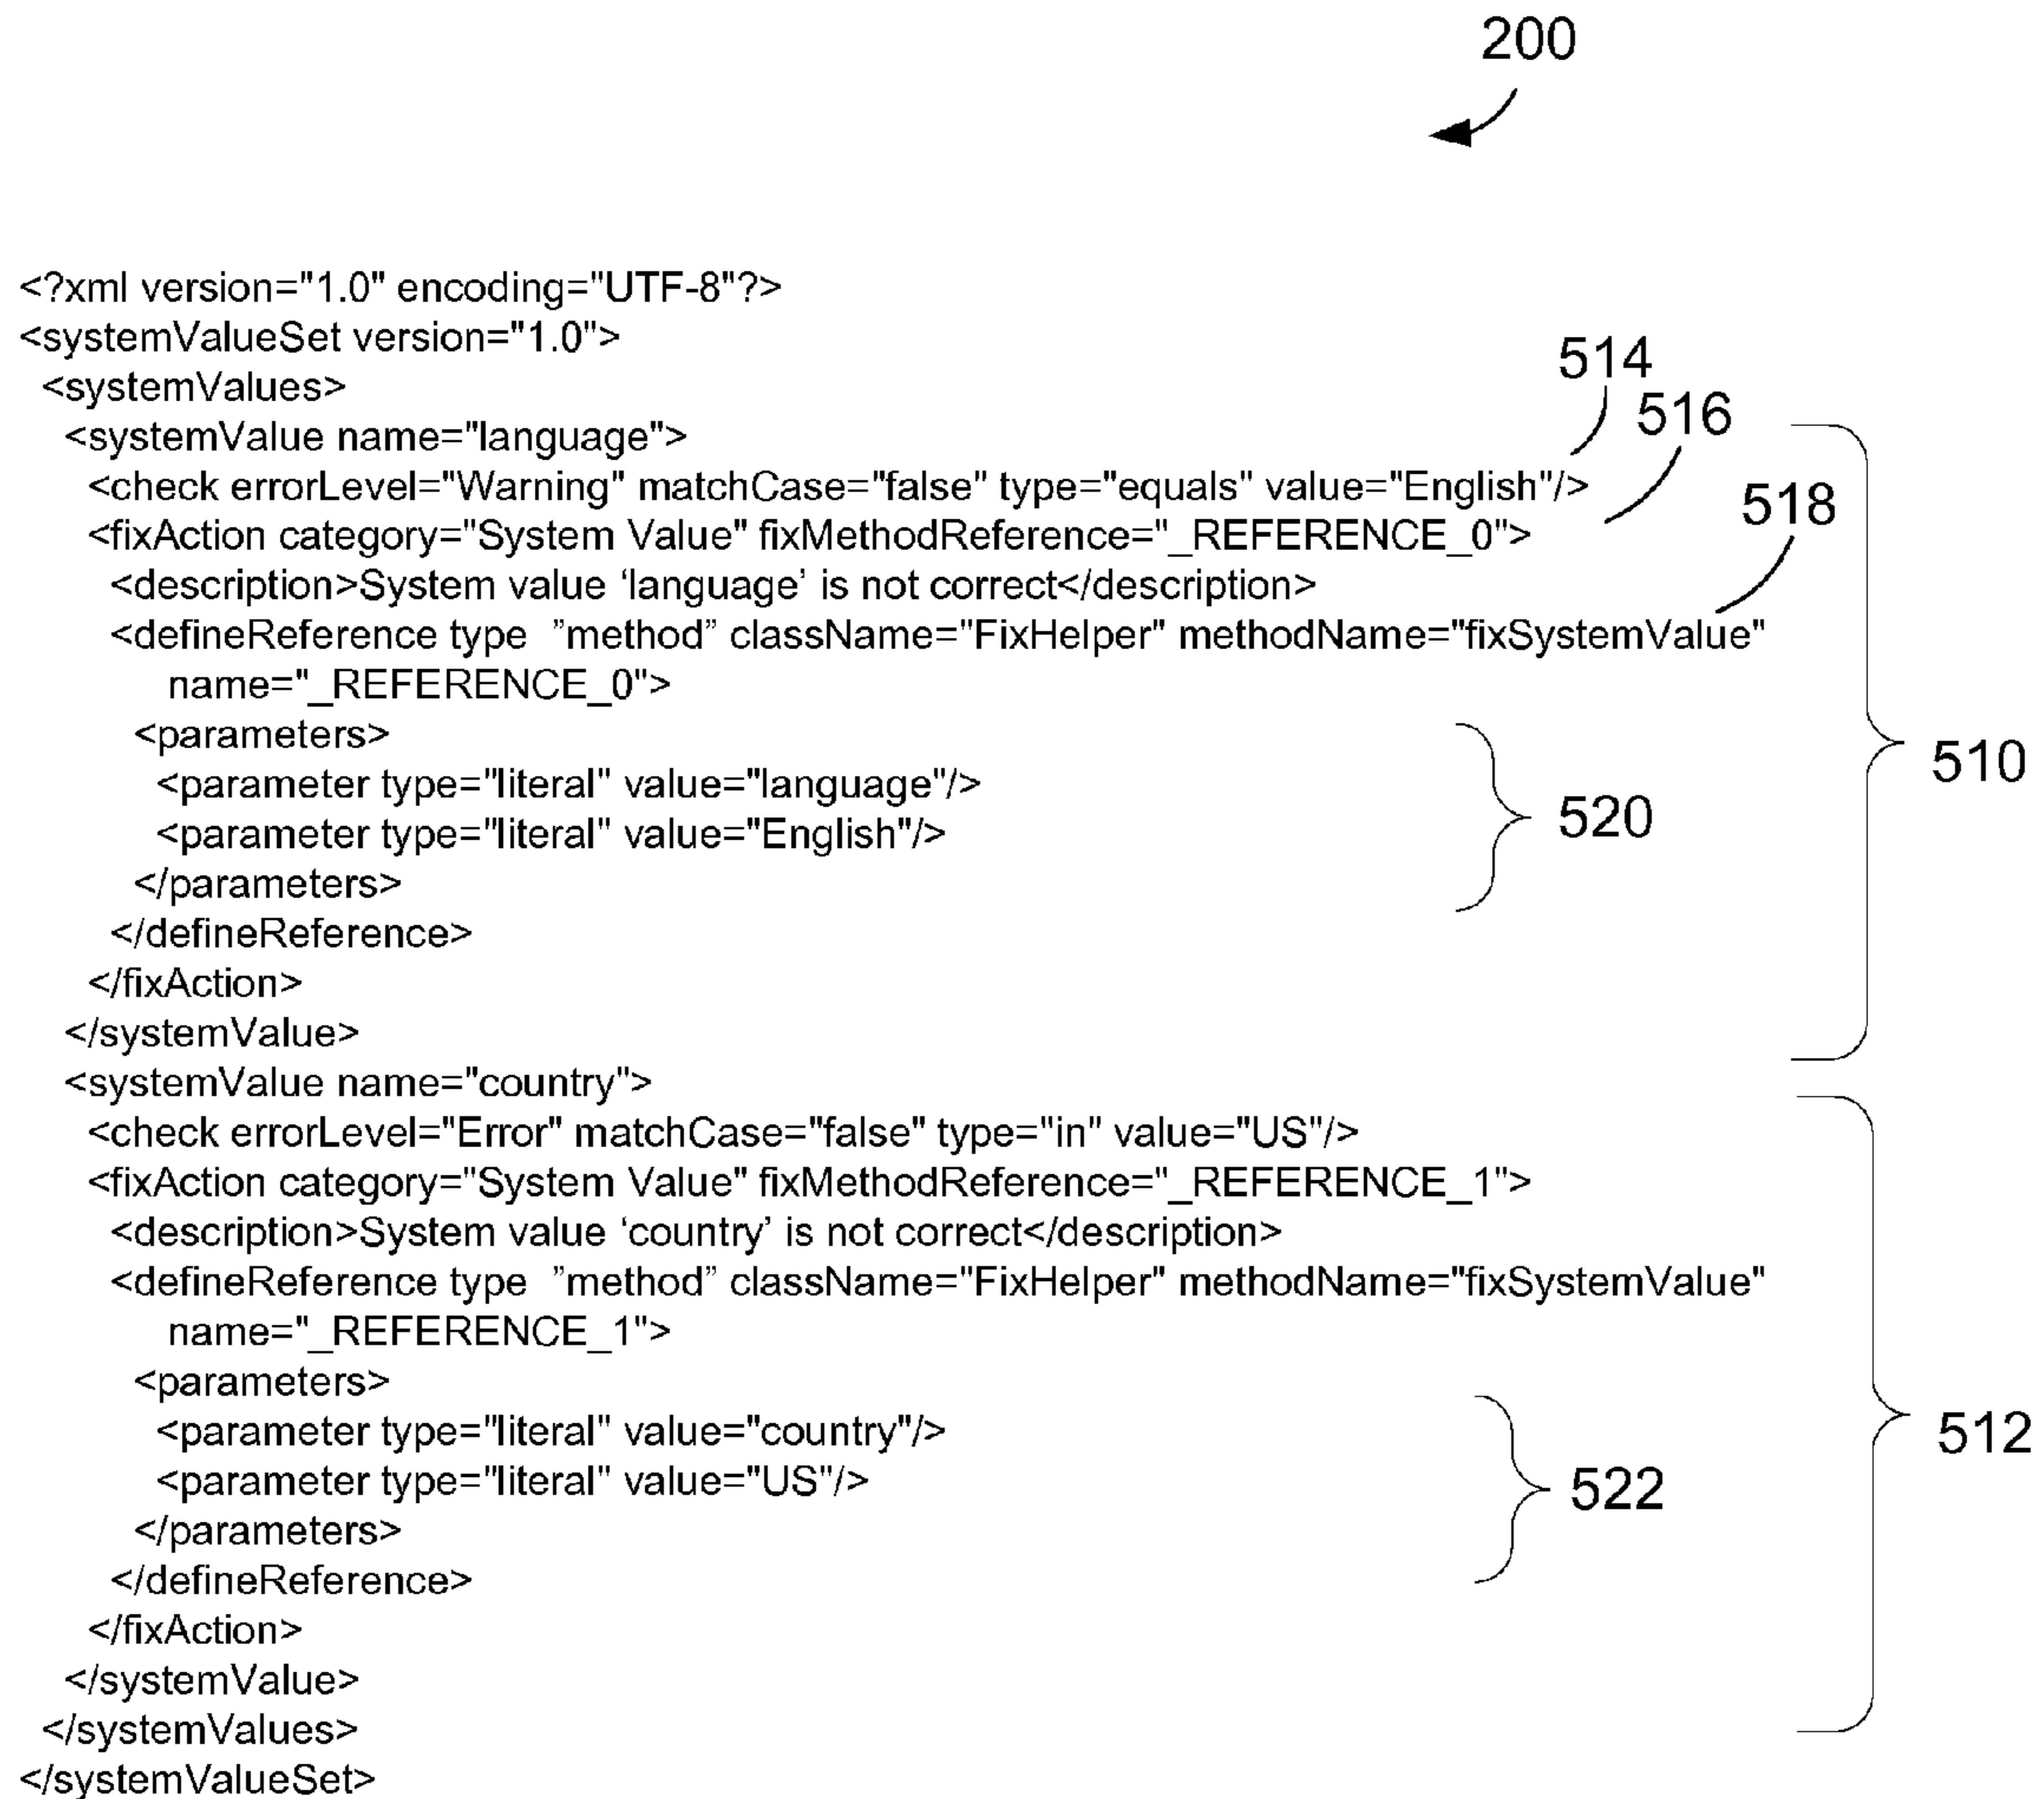 200
<?xml version="1.0" encoding="UTF-8"?>
<systemValueSet version="1.0">
<systemValues>
514
516
<systemValue name="language">
<check errorLevel="Warning" matchCase="false" type="equals" value="English"/>
518
<fixAction category="System Value" fixMethodReference="_REFERENCE_0">
<description>System value ‘language’ is not correct</description>
<defineReference type ”method” className="FixHelper" methodName="fixSystemValue"
name="_REFERENCE_0">
<parameters>
510
<parameter type="literal" value="language"/>
520
<parameter type="literal" value="English"/>
</parameters>
</defineReference>
</fixAction>
</systemValue>
<systemValue name="country">
<check errorLevel="Error" matchCase="false" type="in" value="US"/>
<fixAction category="System Value" fixMethodReference="_REFERENCE_1">
<description>System value ‘country’ is not correct</description>
<defineReference type ”method” className="FixHelper" methodName="fixSystemValue"
name="_REFERENCE_1">
<parameters>
<parameter type="literal" value="country"/>
512
<parameter type="literal" value="US"/>
522
</parameters>
</defineReference>
</fixAction>
</systemValue>
</systemValues>
</systemValueSet>